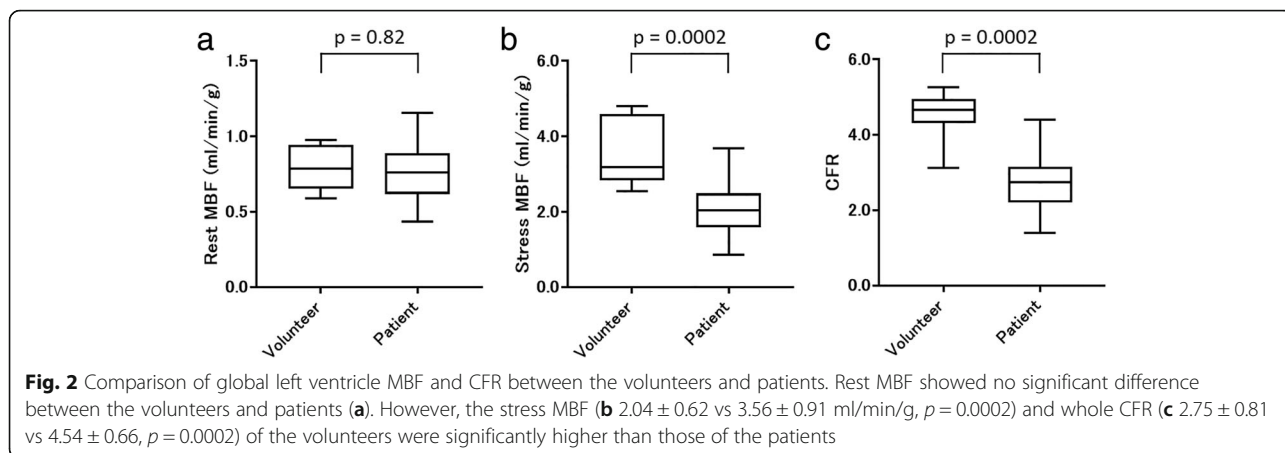 a
p = 0.82
1.5
1.0
0.5
0.0
Rest MBF (ml/min/g)
Volunteer
Patient
b
p = 0.0002
6.0
4.0
2.0
0.0
Stress MBF (ml/min/g)
Volunteer
Patient
c
p = 0.0002
6.0
4.0
2.0
0.0
CFR
Volunteer
Patient
Fig. 2 Comparison of global left ventricle MBF and CFR between the volunteers and patients. Rest MBF showed no significant difference
between the volunteers and patients (a). However, the stress MBF (b 2.04 ± 0.62 vs 3.56 ± 0.91 ml/min/g, p = 0.0002) and whole CFR (c 2.75 ± 0.81
vs 4.54 ± 0.66, p = 0.0002) of the volunteers were significantly higher than those of the patients